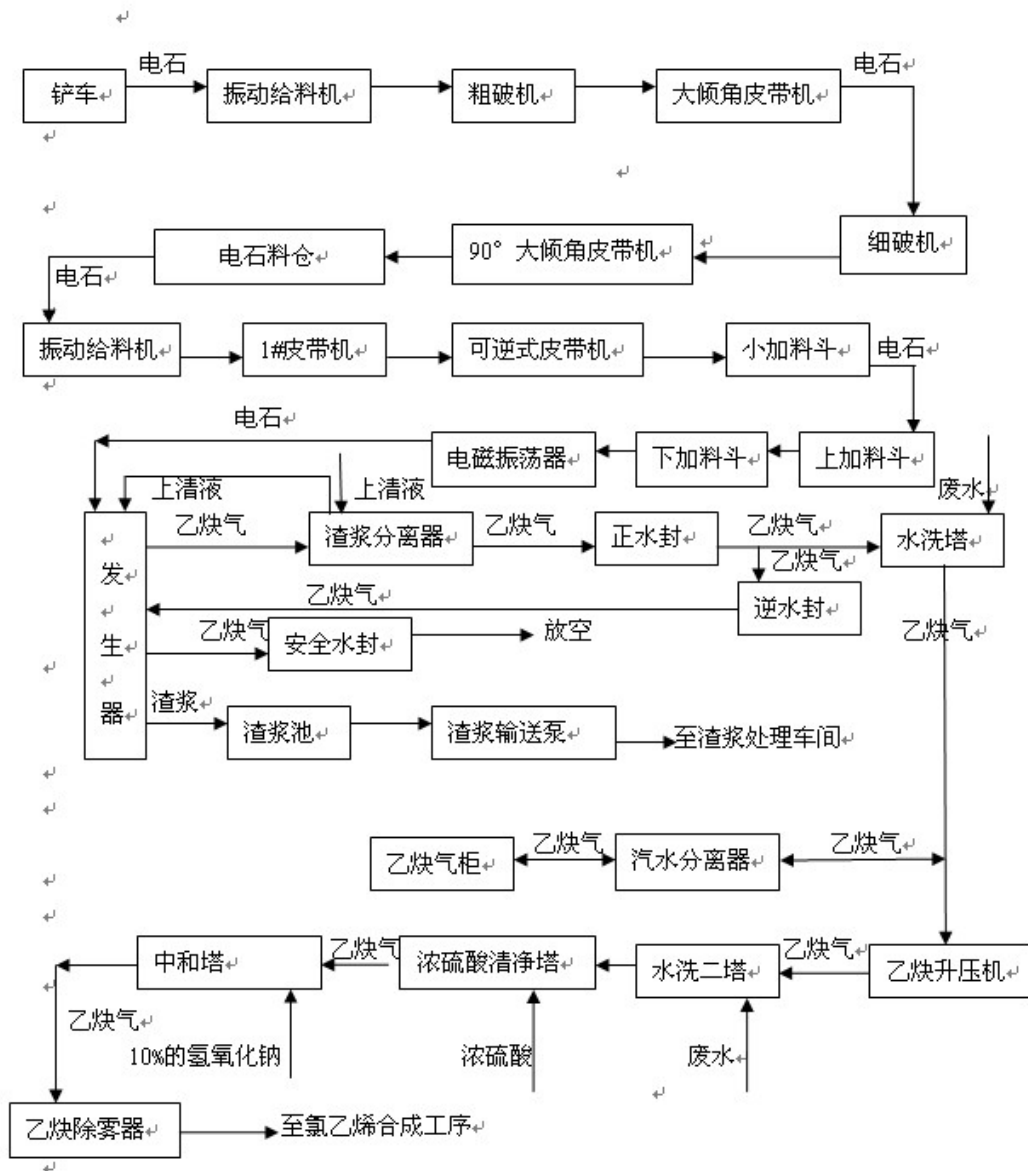 电石
电石
铲车
振动给料机
粗破机
大倾角皮带机
细破机
90°大倾角皮带机
电石料仓
电石
振动给料机
1#皮带机
可逆式皮带机
小加料斗
电石
电石
电磁振荡器
下加料斗
上加料斗
上清液
上清液
废水
发生器
乙炔气
渣浆分离器
乙炔气
正水封
乙炔气
水洗塔
乙炔气
乙炔气
逆水封
乙炔气
安全水封
放空
乙炔气
渣浆
渣浆池
渣浆输送泵
至渣浆处理车间
乙炔气柜
乙炔气
汽水分离器
乙炔气
中和塔
乙炔气
浓硫酸清净塔
水洗二塔
乙炔气
乙炔升压机
乙炔气
10%的氢氧化钠
浓硫酸
废水
乙炔除雾器
至氯乙烯合成工序